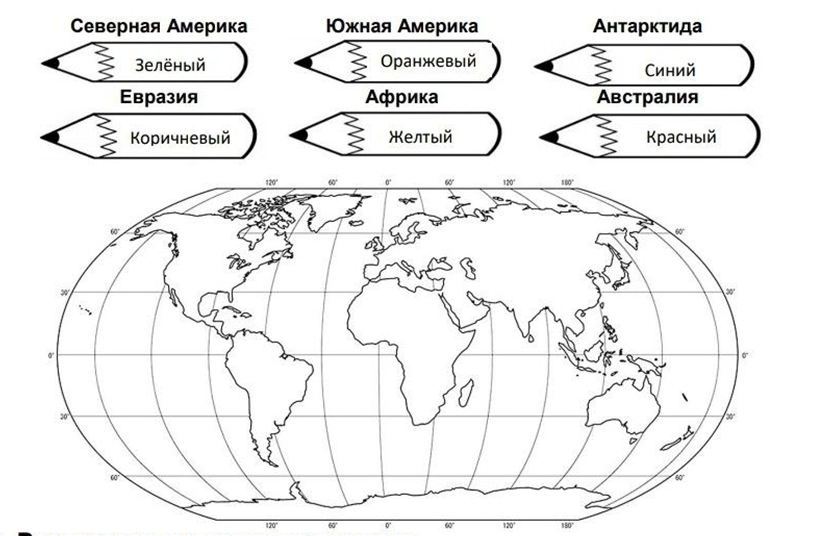 Северная Америка Южная Америка Антарктида
Зелёный Оранжевый Синий
Евразия Африка Австралия
Коричневый Желтый Красный
120° 60° 0° 60° 120° 180°
60° 60°
30° 30°
0° 0°
30° 30°
60° 60°
120° 60° 0° 60° 120° 180°